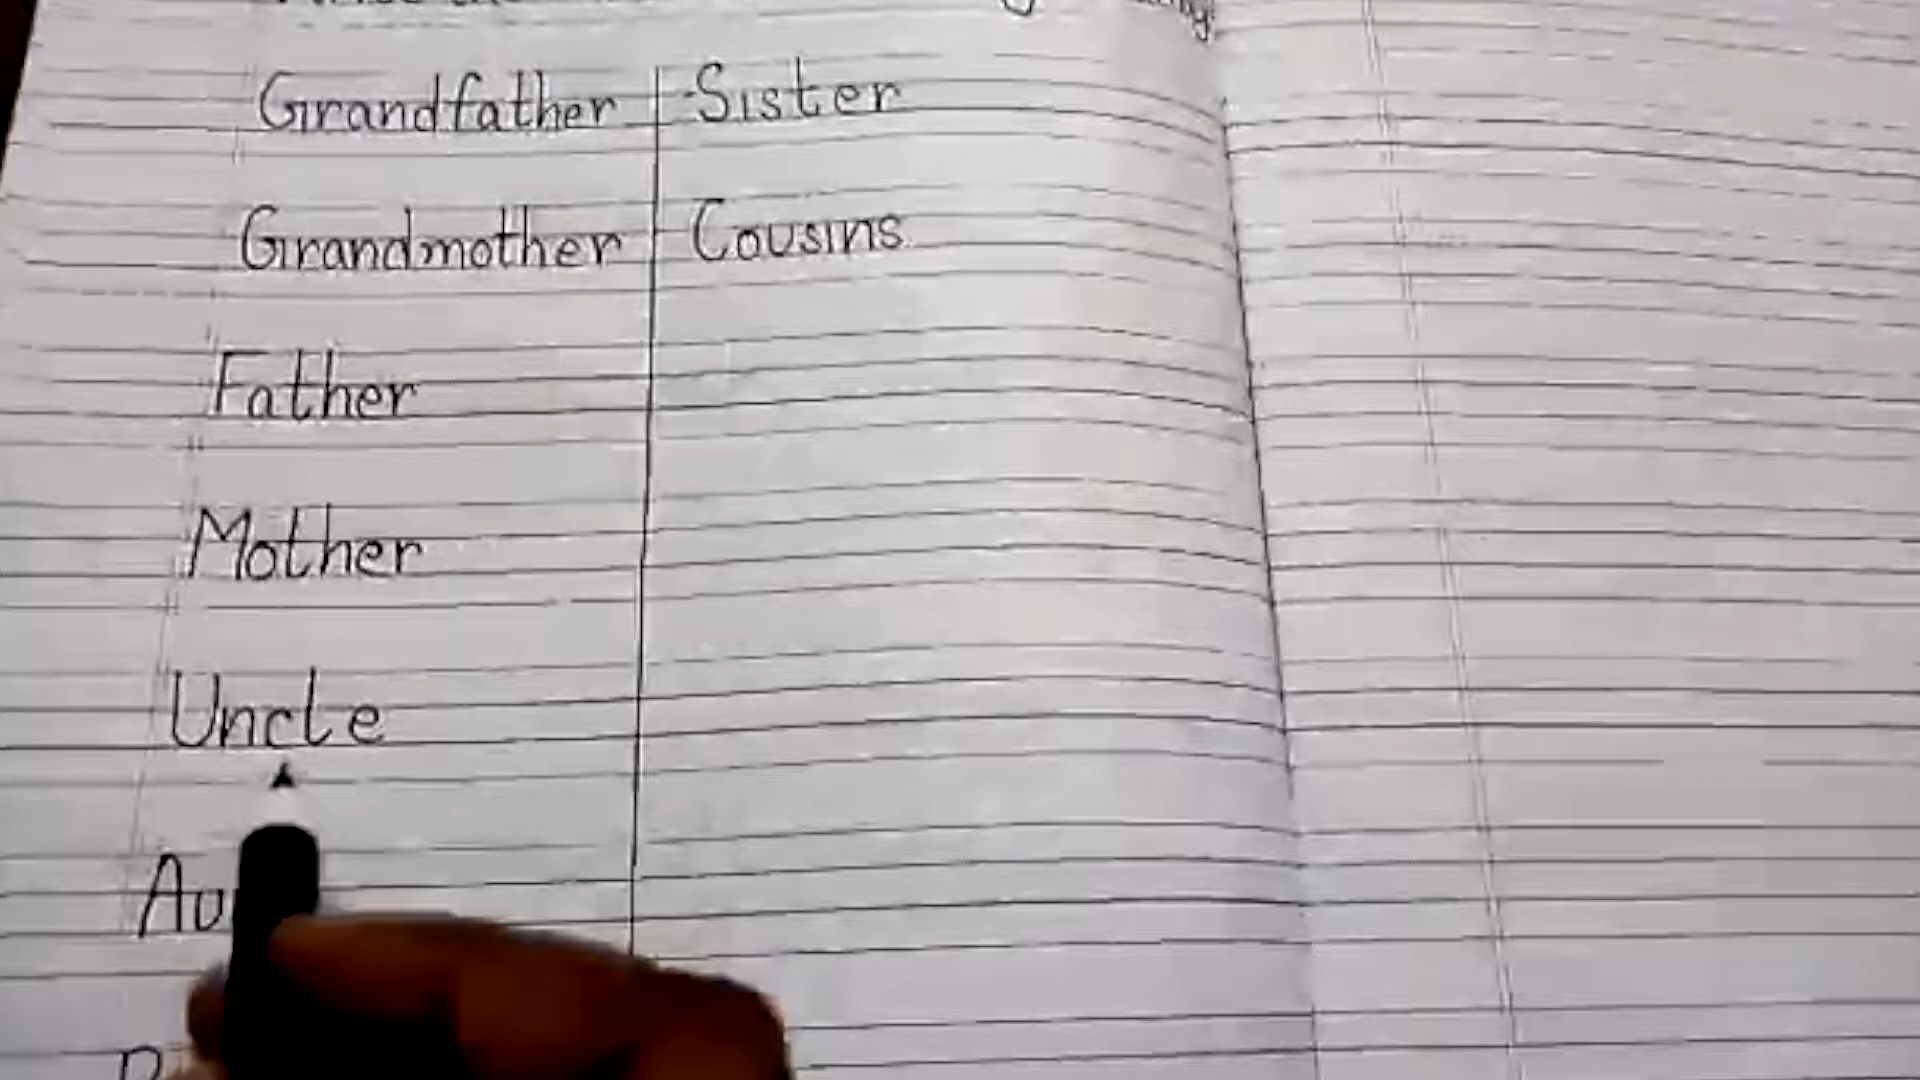 Grandfather
Grandmother
Father
Mother
Uncle
Sister
Cousins